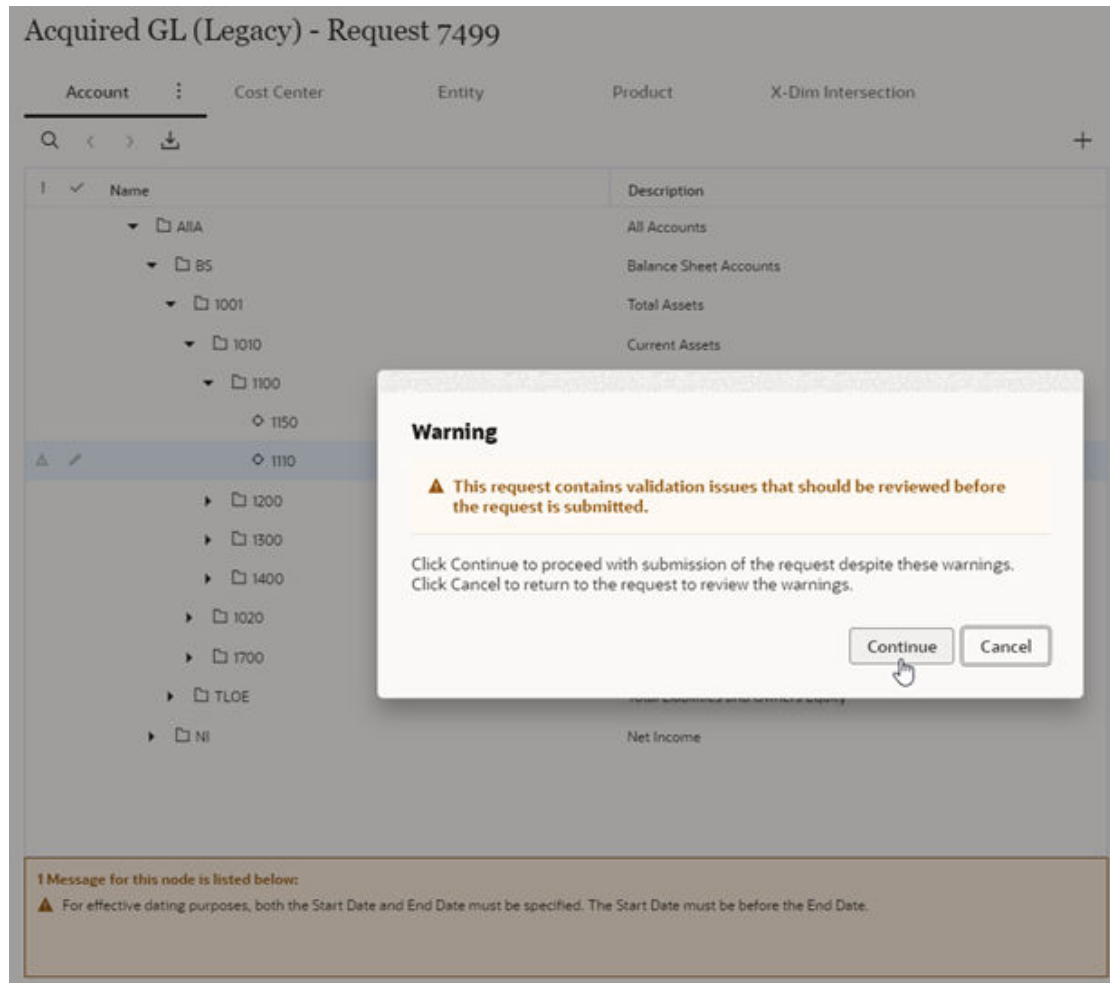 Acquired GL (Legacy) - Request 7499
Account Cost Center Entity Product X-Dim Intersection
Name Description
AllA All Accounts
BS Balance Sheet Accounts
1001 Total Assets
1010 Current Assets
1100
1150
Warning
1110
This request contains validation issues that should be reviewed before
the request is submitted.
1200
1300
Click Continue to proceed with submission of the request despite these warnings.
1400
Click Cancel to return to the request to review the warnings.
1020
Continue Cancel
1700
TLOE
NI Net Income
1 Message for this node is listed below:
For effective dating purposes, both the Start Date and End Date must be specified. The Start Date must be before the End Date.